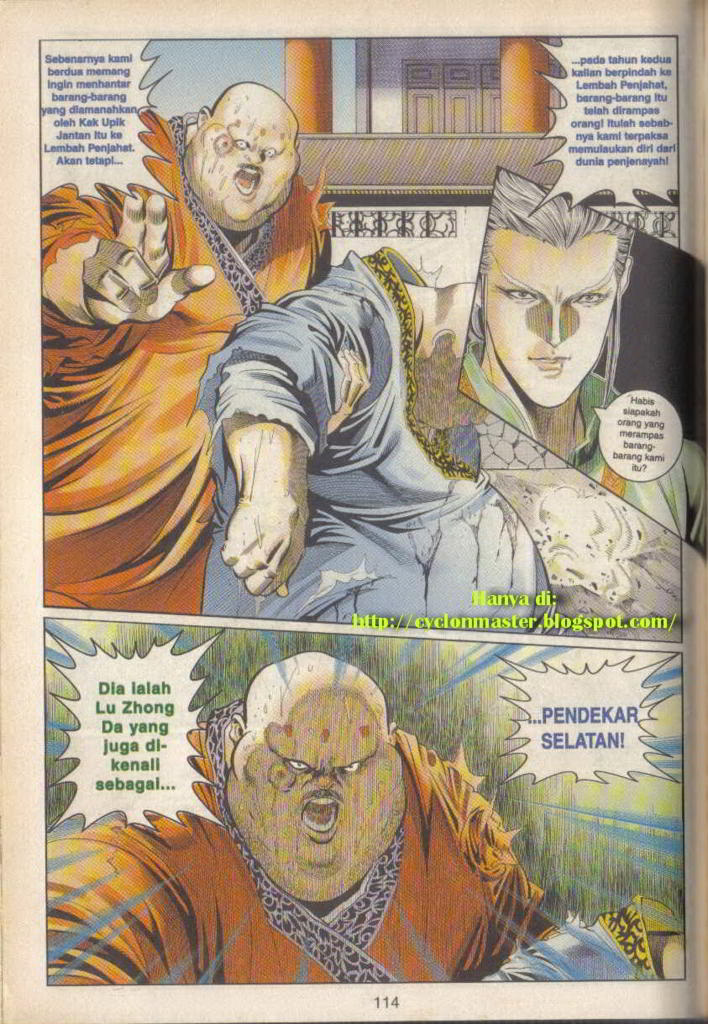 Sebenarnya kami
berdua memang
ingin menhantar
barang-barang
yang diamanahkan
oleh Kak Upik
Jantan itu ke
Lembah Penjahat.
Akan tetapi...
...pada tahun kedua
kalian berpindah ke
Lembah Penjahat,
barang-barang itu
telah dirampas
orang! Itulah sebab-
nya kami terpaksa
memulaukan diri dari
dunia penjenayah!
Habis
siapakah
orang yang
merampas
barang-
barang kami
itu?
Hanya di:
http://cyclonmaster.blogspot.com/
Dia ialah
Lu Zhong
Da yang
juga di-
kenali
sebagai...
...PENDEKAR
SELATAN!
114